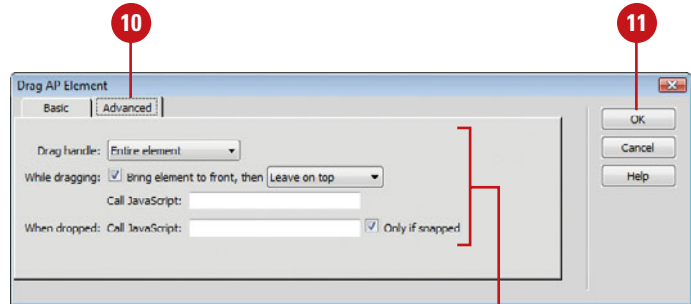 10
11
Drag AP Element
Basic
Advanced
OK
Drag handle: Entire element
Cancel
While dragging: Bring element to front, then Leave on top
Help
Call JavaScript:
When dropped: Call JavaScript: Only if snapped